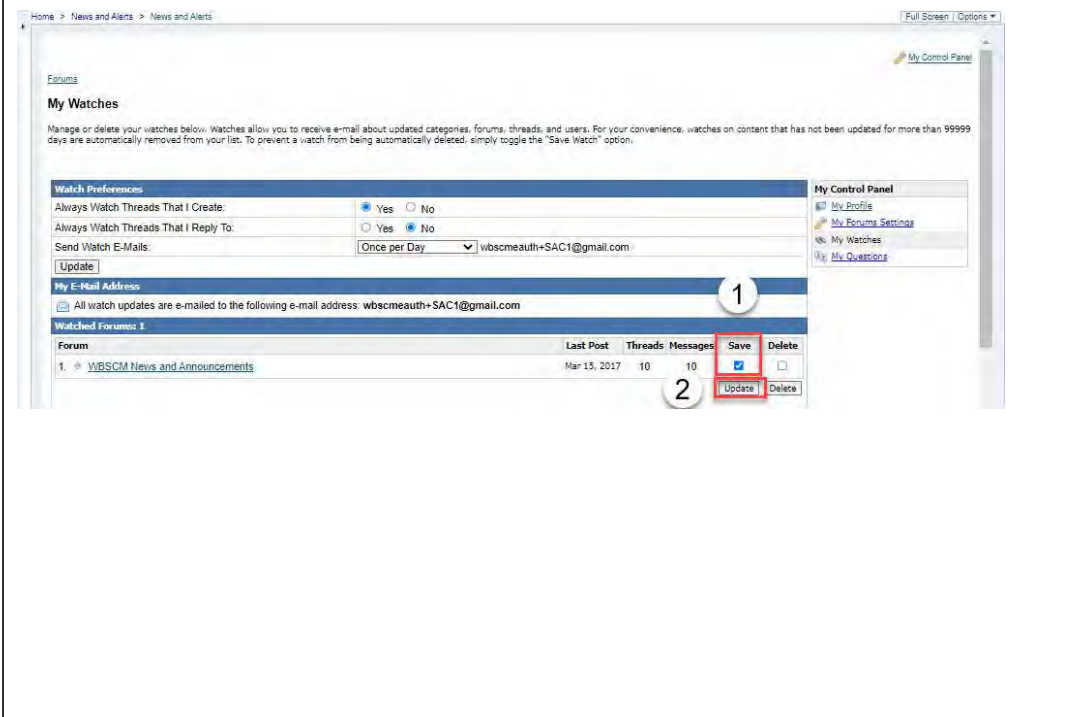 Home > News and Alerts > News and Alerts
Full Screen | Options
My Control Panel
Forums
My Watches
Manage or delete your watches below. Watches allow you to receive e-mail about updated categories, forums, threads, and users. For your convenience, watches on content that has not been updated for more than 99999
days are automatically removed from your list. To prevent a watch from being automatically deleted, simply toggle the "Save Watch" option.
Watch Preferences
Always Watch Threads That I Create: Yes No
Always Watch Threads That I Reply To: Yes No
Send Watch E-Mails: Once per Day wbscmeauth+SAC1@gmail.com
Update
My E-Mail Address
All watch updates are e-mailed to the following e-mail address: wbscmeauth+SAC1@gmail.com
1
Watched Forums: 1
Forum Last Post Threads Messages Save Delete
1. WBSCM News and Announcements Mar 15, 2017 10 10
2 Update Delete
My Control Panel
My Profile
My Forums Settings
My Watches
My Questions